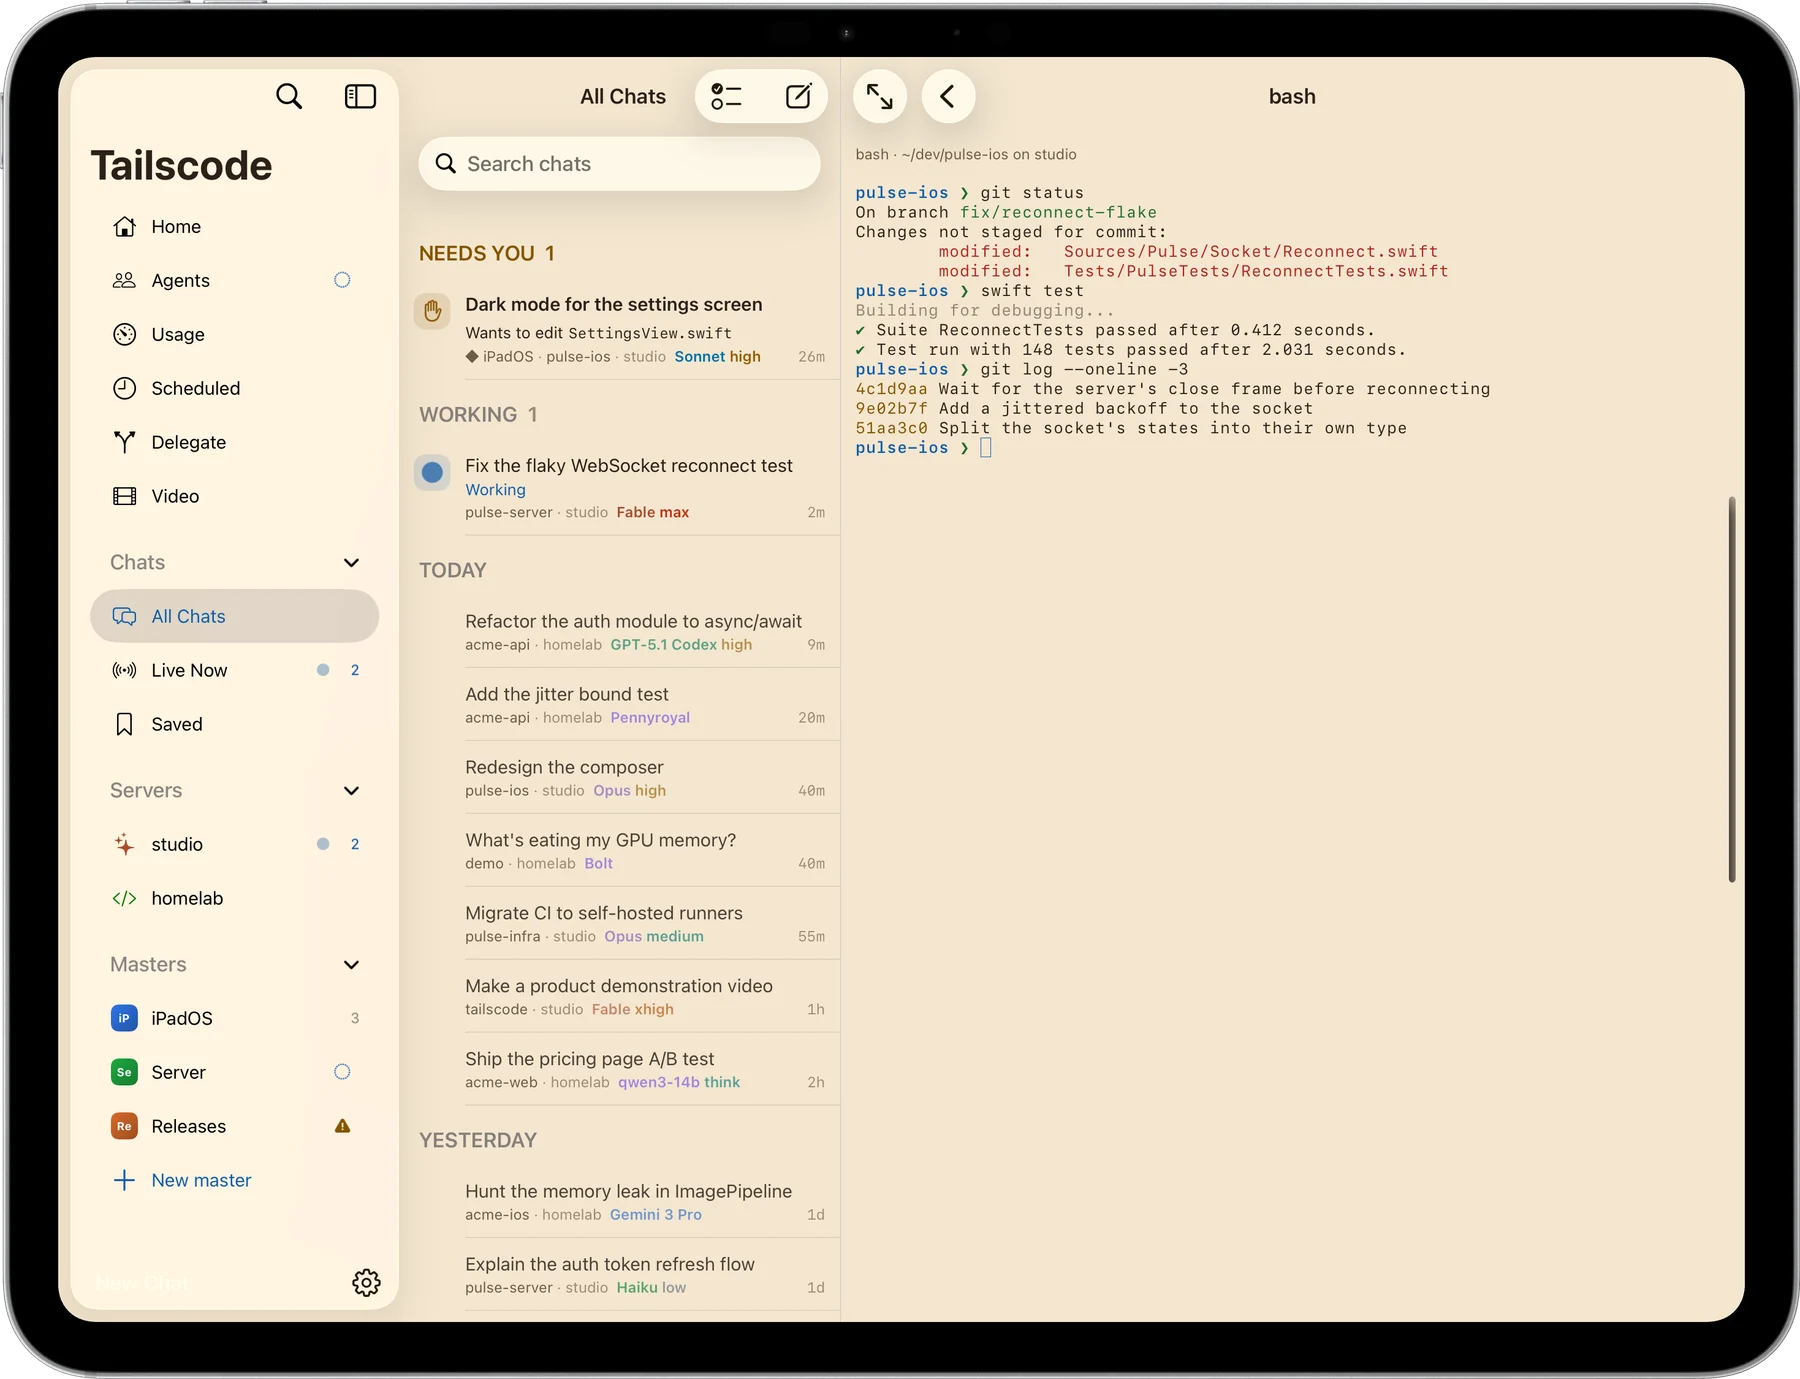 Tailscode
Home
Agents
Usage
Scheduled
Delegate
Video
Chats
All Chats
Live Now 2
Saved
Servers
studio 2
homelab
Masters
iP iPadOS 3
Se Server
Re Releases
New master
New Chat
All Chats
Search chats
NEEDS YOU 1
Dark mode for the settings screen
Wants to edit SettingsView.swift
iPadOS · pulse-ios · studio Sonnet high 26m
WORKING 1
Fix the flaky WebSocket reconnect test
Working
pulse-server · studio Fable max 2m
TODAY
Refactor the auth module to async/await
acme-api · homelab GPT-5.1 Codex high 9m
Add the jitter bound test
acme-api · homelab Pennyroyal 20m
Redesign the composer
pulse-ios · studio Opus high 40m
What's eating my GPU memory?
demo · homelab Bolt 40m
Migrate CI to self-hosted runners
pulse-infra · studio Opus medium 55m
Make a product demonstration video
tailscode · studio Fable xhigh 1h
Ship the pricing page A/B test
acme-web · homelab qwen3-14b think 2h
YESTERDAY
Hunt the memory leak in ImagePipeline
acme-ios · homelab Gemini 3 Pro 1d
Explain the auth token refresh flow
pulse-server · studio Haiku low 1d
bash
bash · ~/dev/pulse-ios on studio
pulse-ios ❯ git status
On branch fix/reconnect-flake
Changes not staged for commit:
modified: Sources/Pulse/Socket/Reconnect.swift
modified: Tests/PulseTests/ReconnectTests.swift
pulse-ios ❯ swift test
Building for debugging...
✔ Suite ReconnectTests passed after 0.412 seconds.
✔ Test run with 148 tests passed after 2.031 seconds.
pulse-ios ❯ git log --oneline -3
4c1d9aa Wait for the server's close frame before reconnecting
9e02b7f Add a jittered backoff to the socket
51aa3c0 Split the socket's states into their own type
pulse-ios ❯